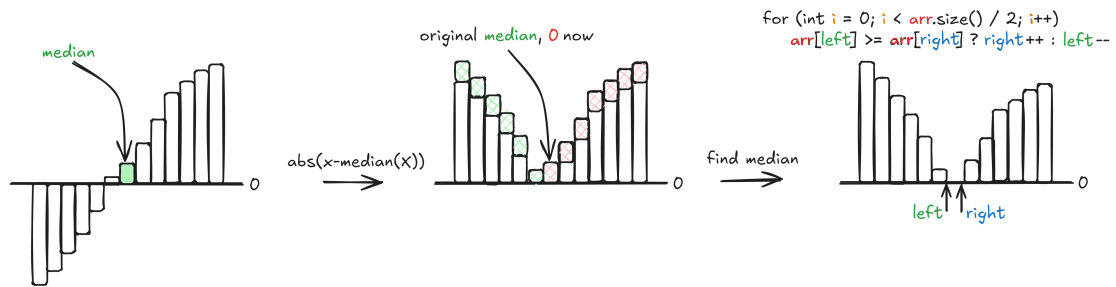 median
0
abs(x-median(X))
original median, 0 now
0
find median
for (int i = 0; i < arr.size() / 2; i++)
arr[left] >= arr[right] ? right++ : left--
0
left
right